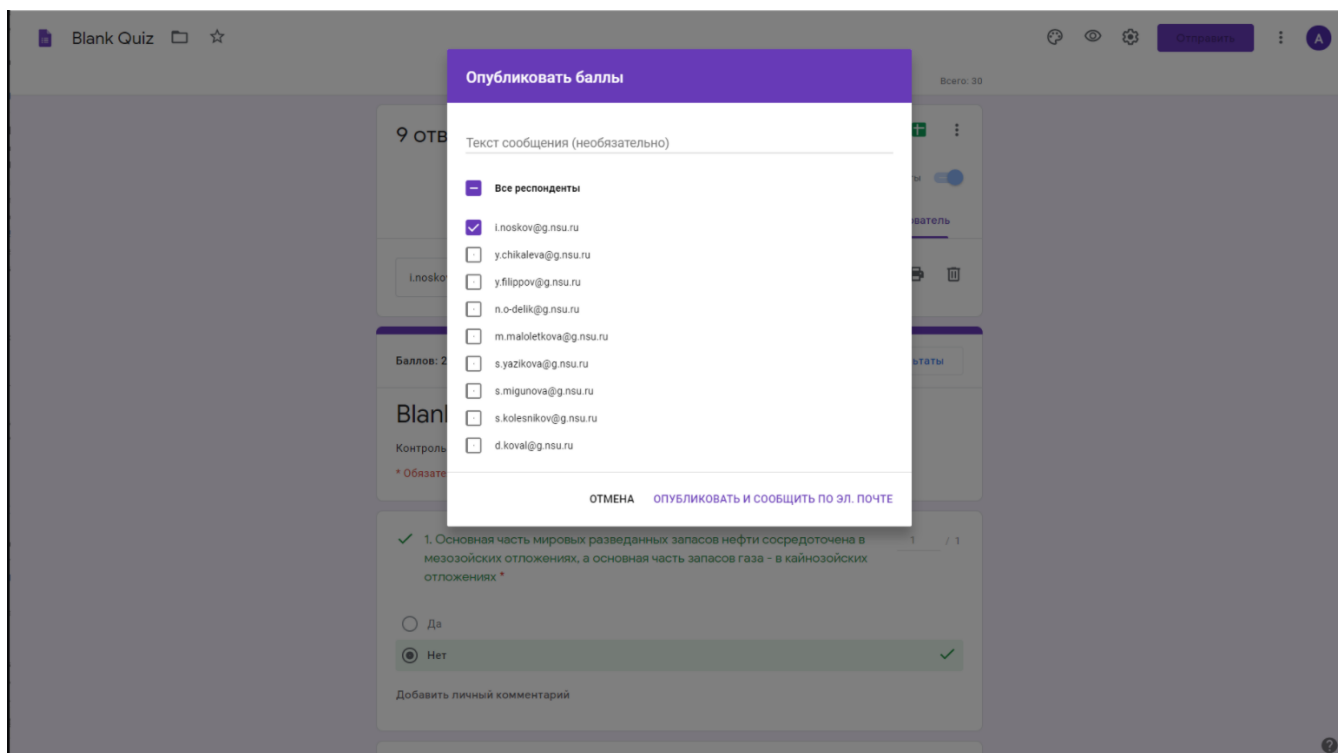 Blank Quiz
Отправить
A
Опубликовать баллы
Всего: 30
9 отв
Текст сообщения (необязательно)
Все респонденты
i.noskov@g.nsu.ru
y.chikaleva@g.nsu.ru
y.filippov@g.nsu.ru
n.o-delik@g.nsu.ru
m.maloletkova@g.nsu.ru
s.yazikova@g.nsu.ru
s.migunova@g.nsu.ru
s.kolesnikov@g.nsu.ru
d.koval@g.nsu.ru
ователь
i.nosko
Баллов: 2
ьтаты
Blan
Контроль
* Обязате
ОТМЕНА ОПУБЛИКОВАТЬ И СООБЩИТЬ ПО ЭЛ. ПОЧТЕ
1. Основная часть мировых разведанных запасов нефти сосредоточена в 1 / 1
мезозойских отложениях, а основная часть запасов газа - в кайнозойских
отложениях *
Да
Нет
Добавить личный комментарий